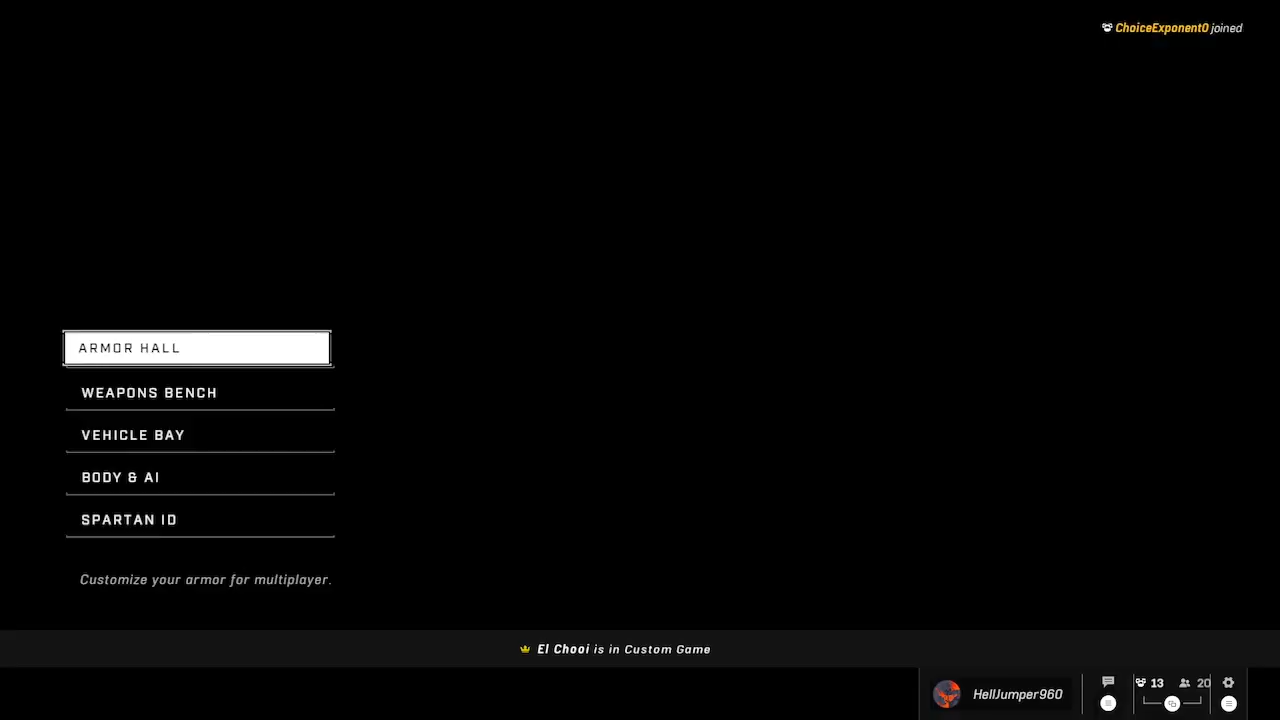 ChoiceExponent0 joined
ARMOR HALL
WEAPONS BENCH
VEHICLE BAY
BODY & AI
SPARTAN ID
Customize your armor for multiplayer.
El Chooi is in Custom Game
HellJumper960
13
20